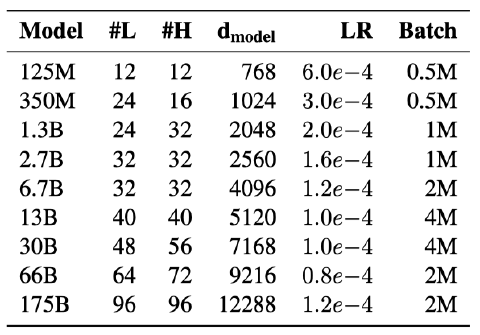 Model #L #H dmodel LR Batch
125M 12 12 768 6.0e−4 0.5M
350M 24 16 1024 3.0e−4 0.5M
1.3B 24 32 2048 2.0e−4 1M
2.7B 32 32 2560 1.6e−4 1M
6.7B 32 32 4096 1.2e−4 2M
13B 40 40 5120 1.0e−4 4M
30B 48 56 7168 1.0e−4 4M
66B 64 72 9216 0.8e−4 2M
175B 96 96 12288 1.2e−4 2M